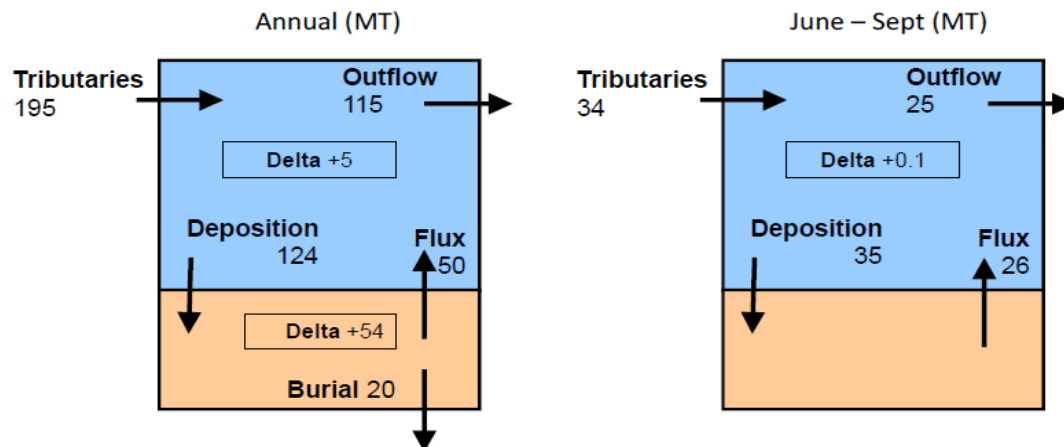 Annual (MT)
Tributaries
195
Outflow
115
Delta +5
Deposition
124
Flux
50
Delta +54
Burial 20
June – Sept (MT)
Tributaries
34
Outflow
25
Delta +0.1
Deposition
35
Flux
26